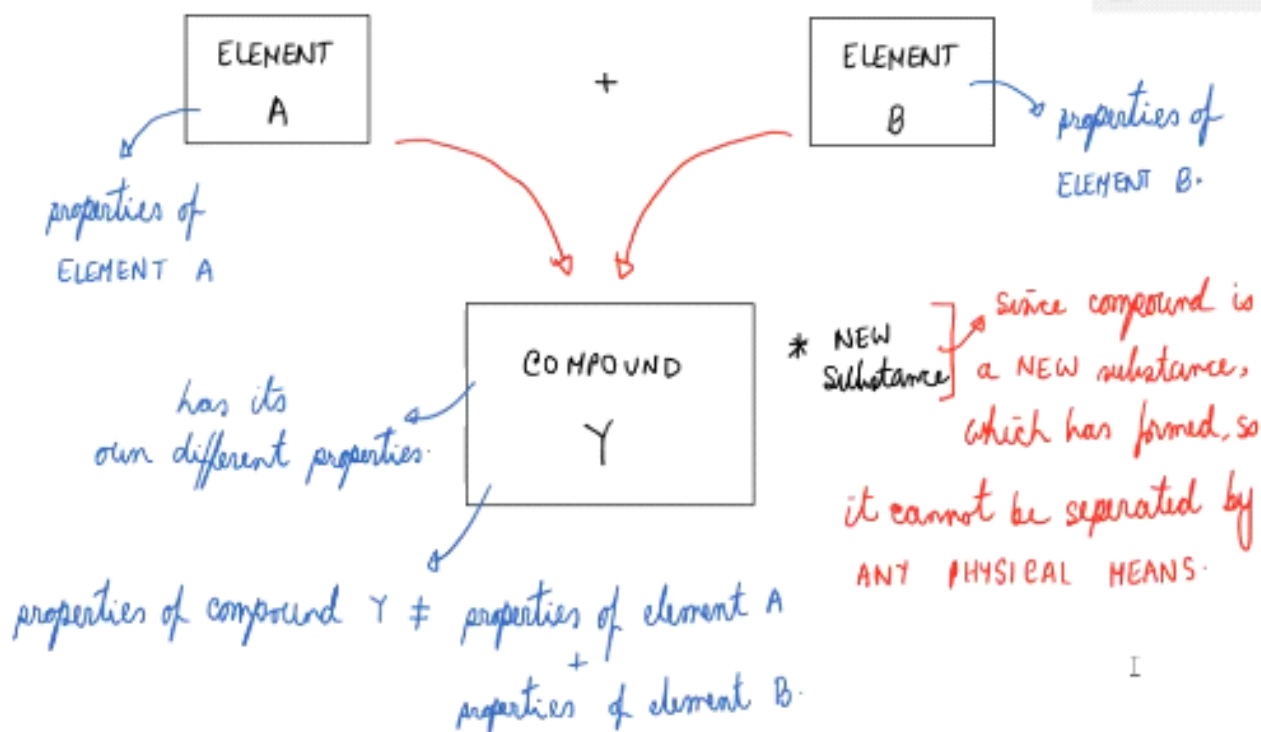 ELEMENT
A
+
ELEMENT
B
properties of
ELEMENT A
properties of
ELEMENT B.
COMPOUND
Y
* NEW
Substance
since compound is
a NEW substance,
which has formed, so
it cannot be seperated by
ANY PHYSICAL MEANS.
has its
own different properties.
properties of compound Y ≠ properties of element A
+
properties of element B.